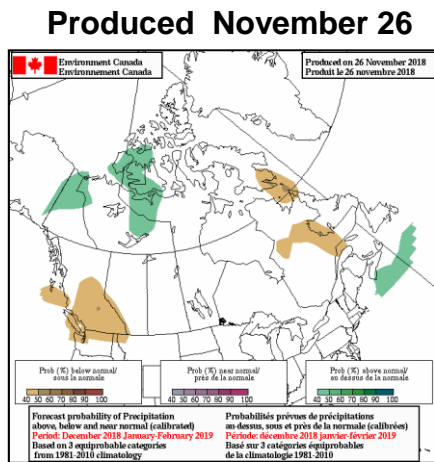 Produced November 26
Environment Canada
Environnement Canada
Produced on 26 November 2018
Produit le 26 novembre 2018
Prob (%) below normal/
sous la normale
40 50 60 70 80 90 100
Prob (%) near normal/
près de la normale
40 50 60 70 80 90 100
Prob (%) above normal/
au dessus de la normale
40 50 60 70 80 90 100
Forecast probability of Precipitation
above, below and near normal (calibrated)
Period: December 2018 January-February 2019
Based on 3 equiprobable categories
from 1981-2010 climatology
Probabilités prévues de précipitations
au dessus, sous et près de la normale (calibrées)
Période: décembre 2018 janvier-février 2019
Basé sur 3 catégories équiprobables
de la climatologie 1981-2010